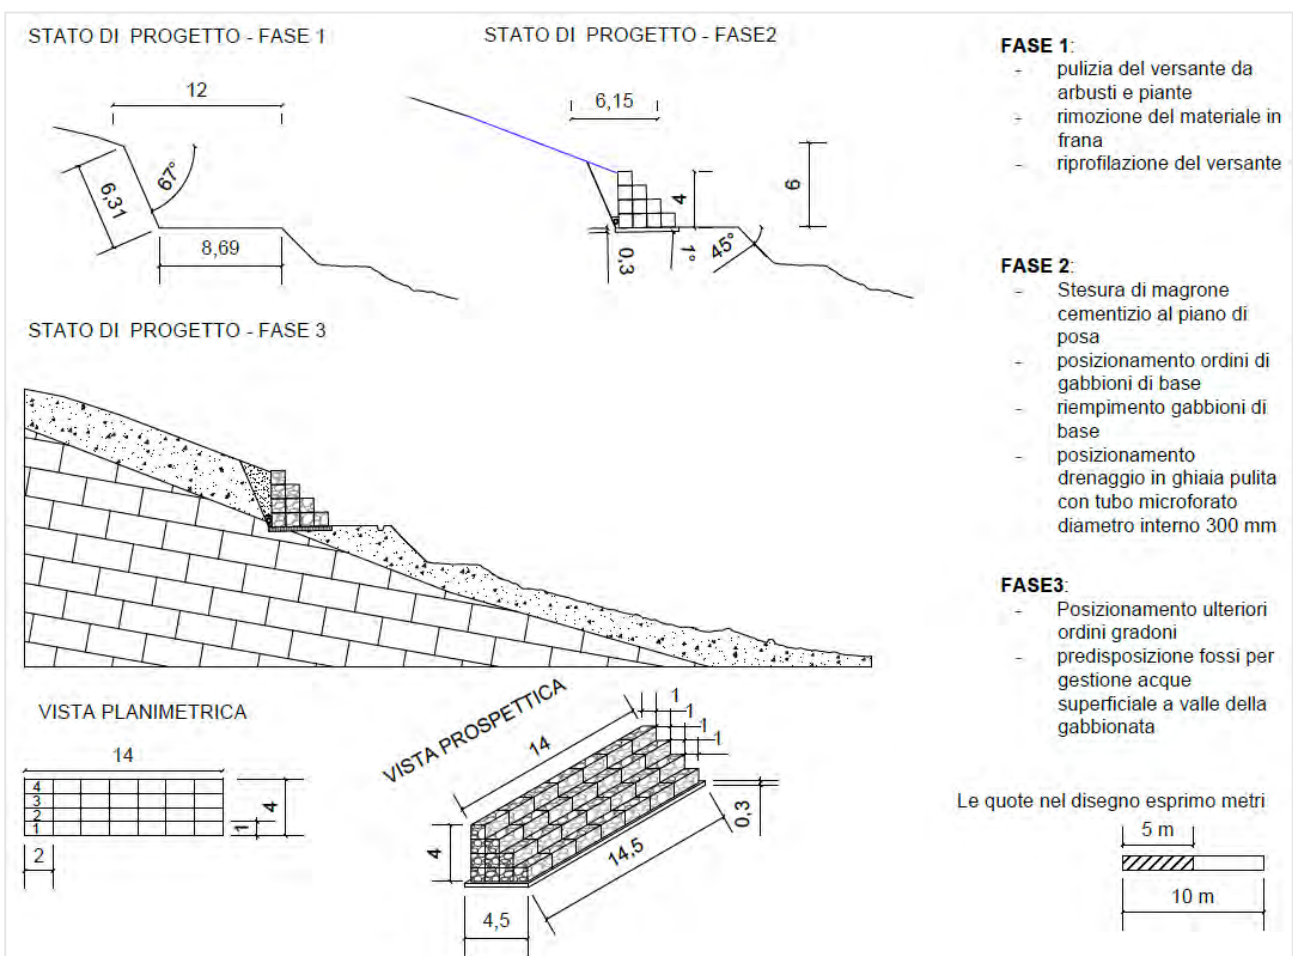 STATO DI PROGETTO - FASE 1
12
67°
6,31
8,69
STATO DI PROGETTO - FASE2
6,15
4
6
0,3
1°
45°
STATO DI PROGETTO - FASE 3
VISTA PLANIMETRICA
14
4
3
2
1
1
4
2
VISTA PROSPETTICA
14
1
1
1
4
14,5
0,3
4,5
FASE 1:
- pulizia del versante da
arbusti e piante
- rimozione del materiale in
frana
- riprofilazione del versante
FASE 2:
- Stesura di magrone
cementizio al piano di
posa
- posizionamento ordini di
gabbioni di base
- riempimento gabbioni di
base
- posizionamento
drenaggio in ghiaia pulita
con tubo microforato
diametro interno 300 mm
FASE3:
- Posizionamento ulteriori
ordini gradoni
- predisposizione fossi per
gestione acque
superficiale a valle della
gabbionata
Le quote nel disegno esprimo metri
5 m
10 m